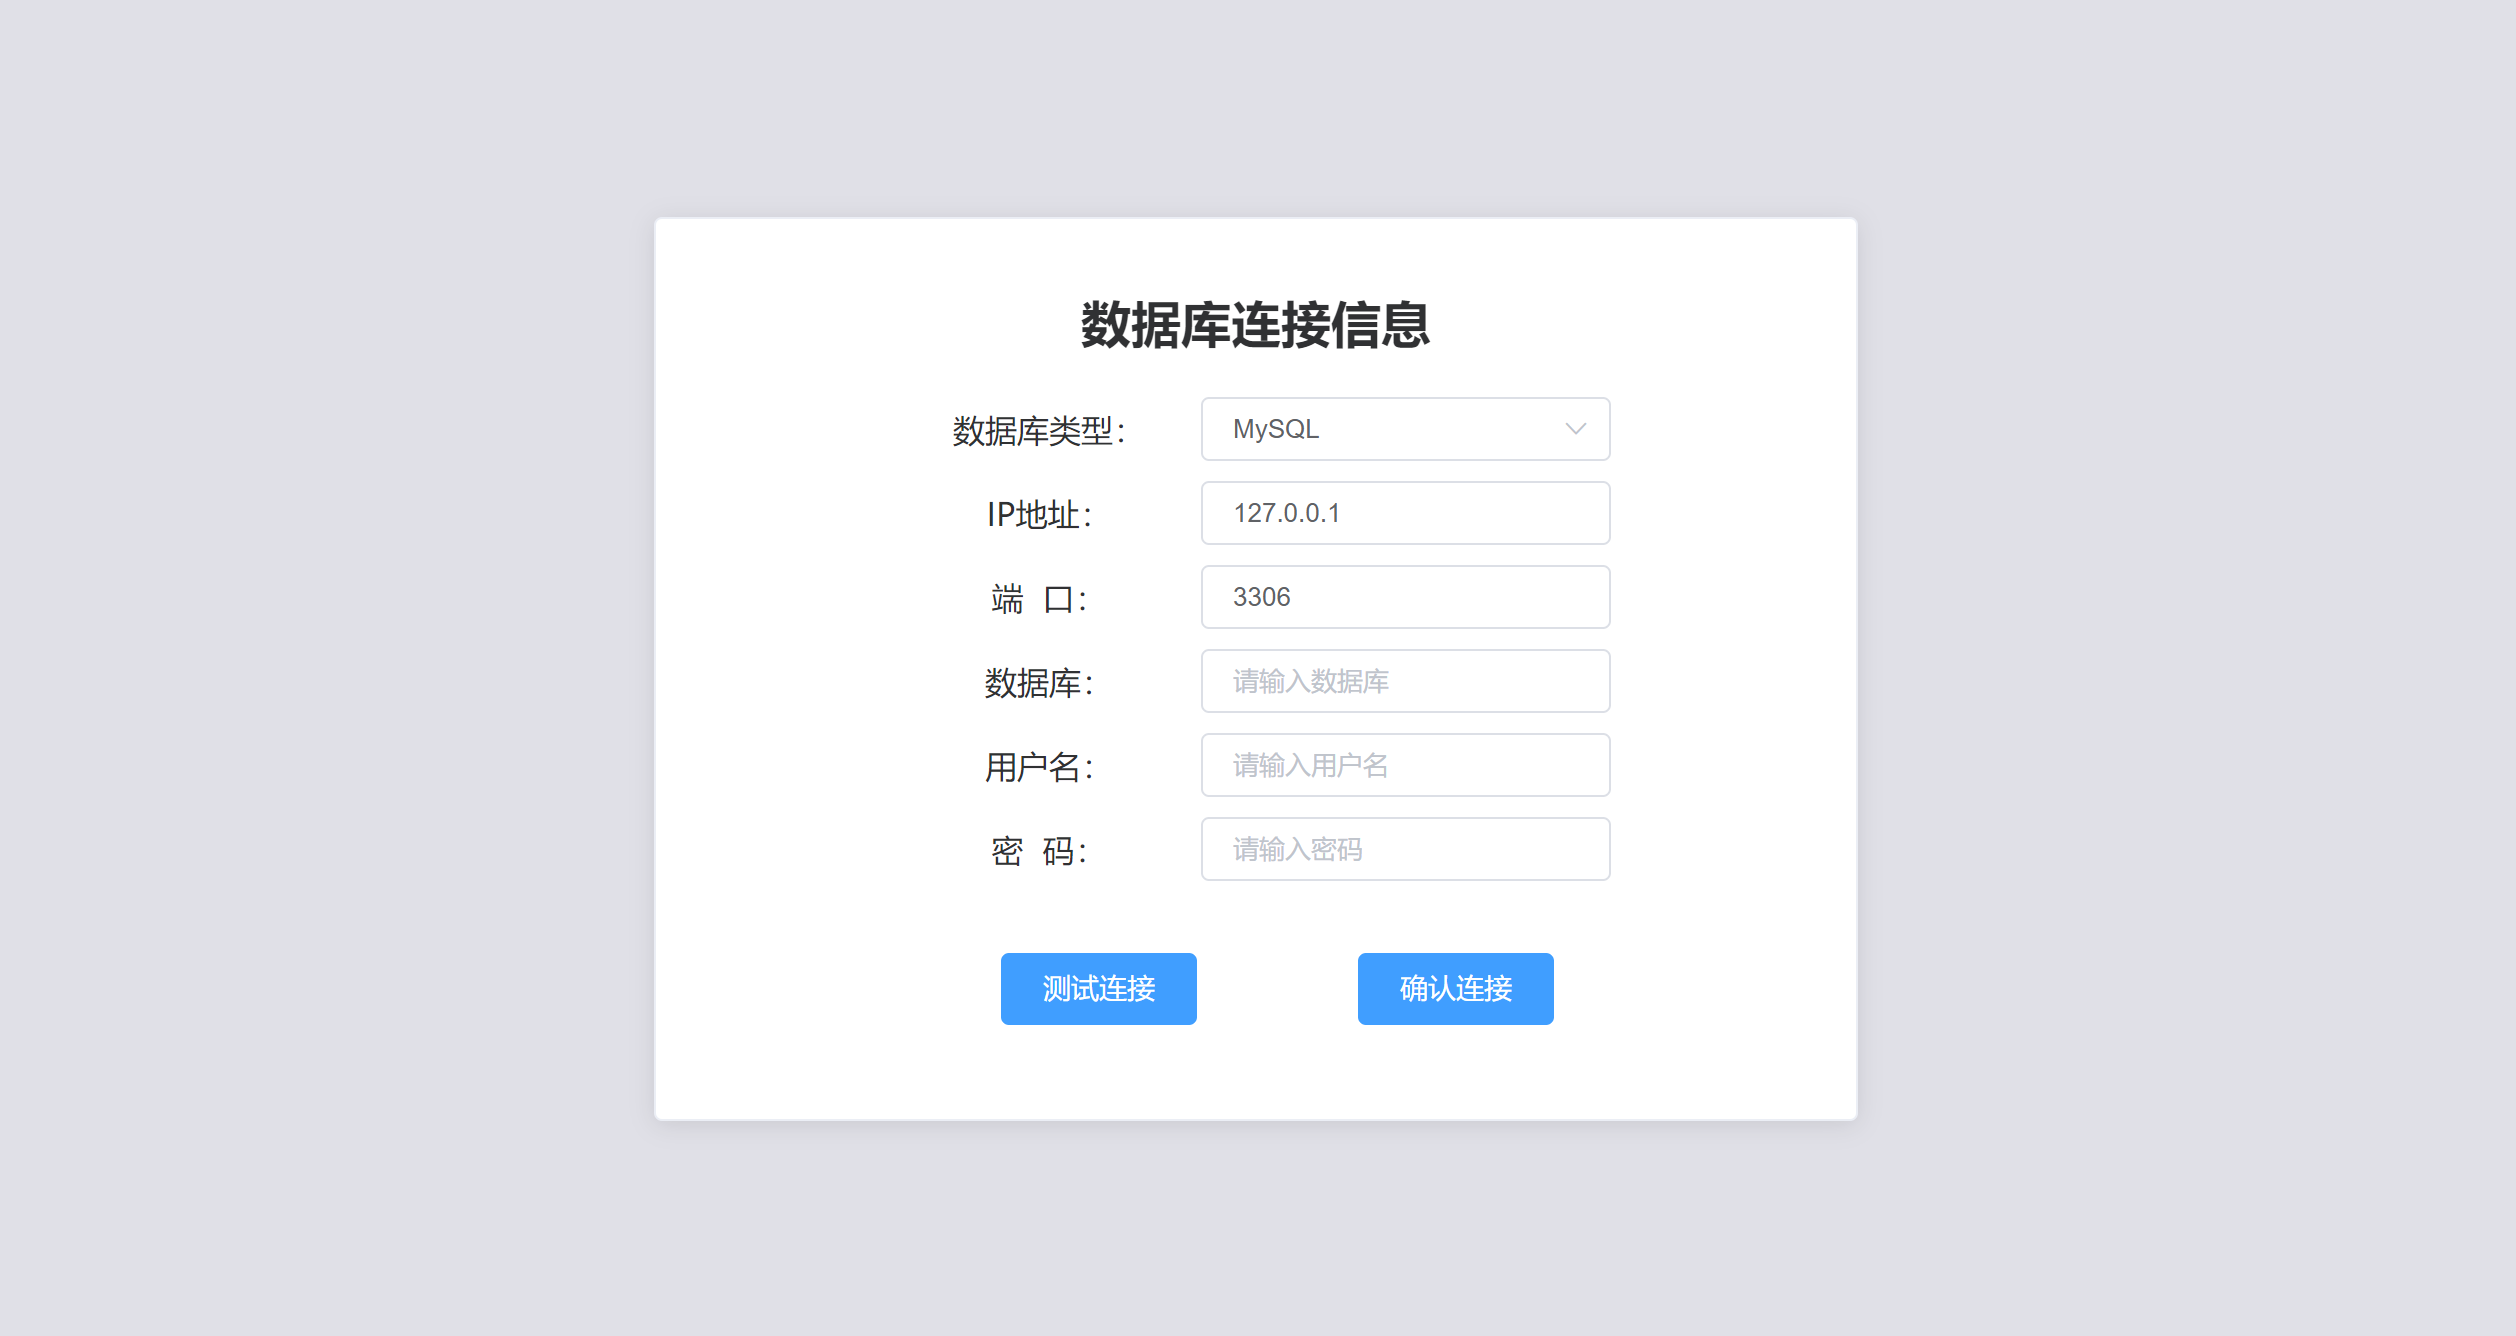 数据库连接信息
数据库类型： MySQL
IP地址： 127.0.0.1
端 口： 3306
数据库： 请输入数据库
用户名： 请输入用户名
密 码： 请输入密码
测试连接 确认连接